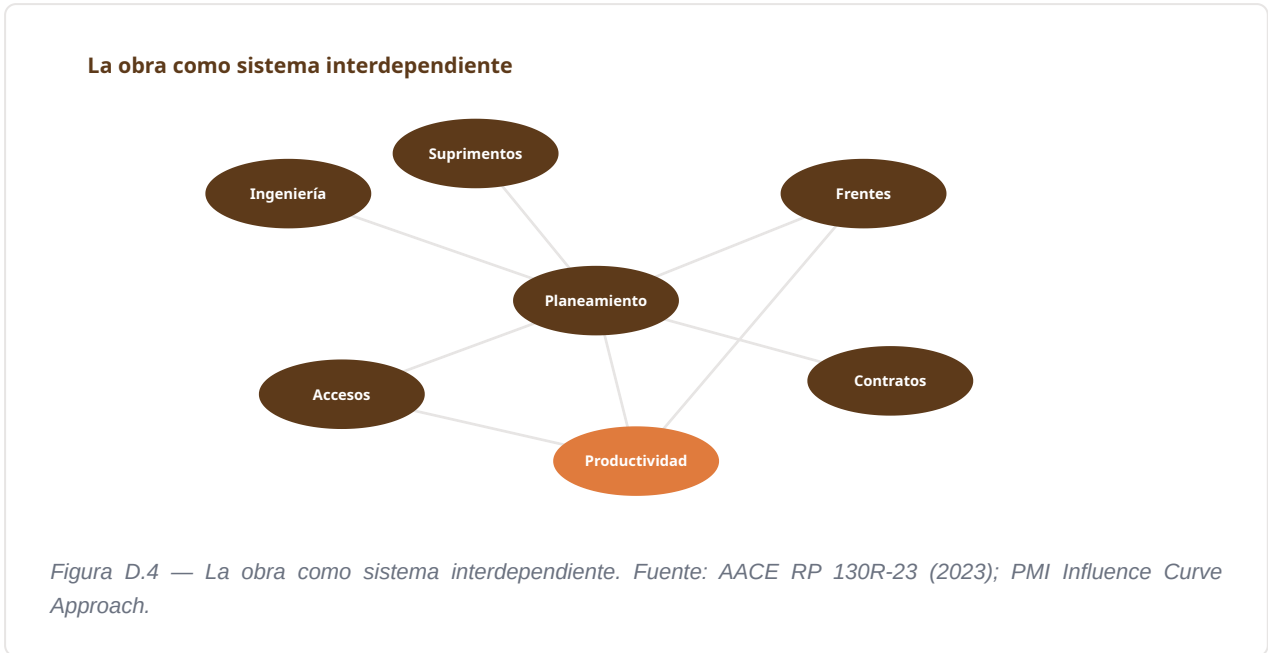 La obra como sistema interdependiente
Suprimentos
Ingeniería
Frentes
Planeamiento
Contratos
Accesos
Productividad
Figura D.4 — La obra como sistema interdependiente. Fuente: AACE RP 130R-23 (2023); PMI Influence Curve
Approach.